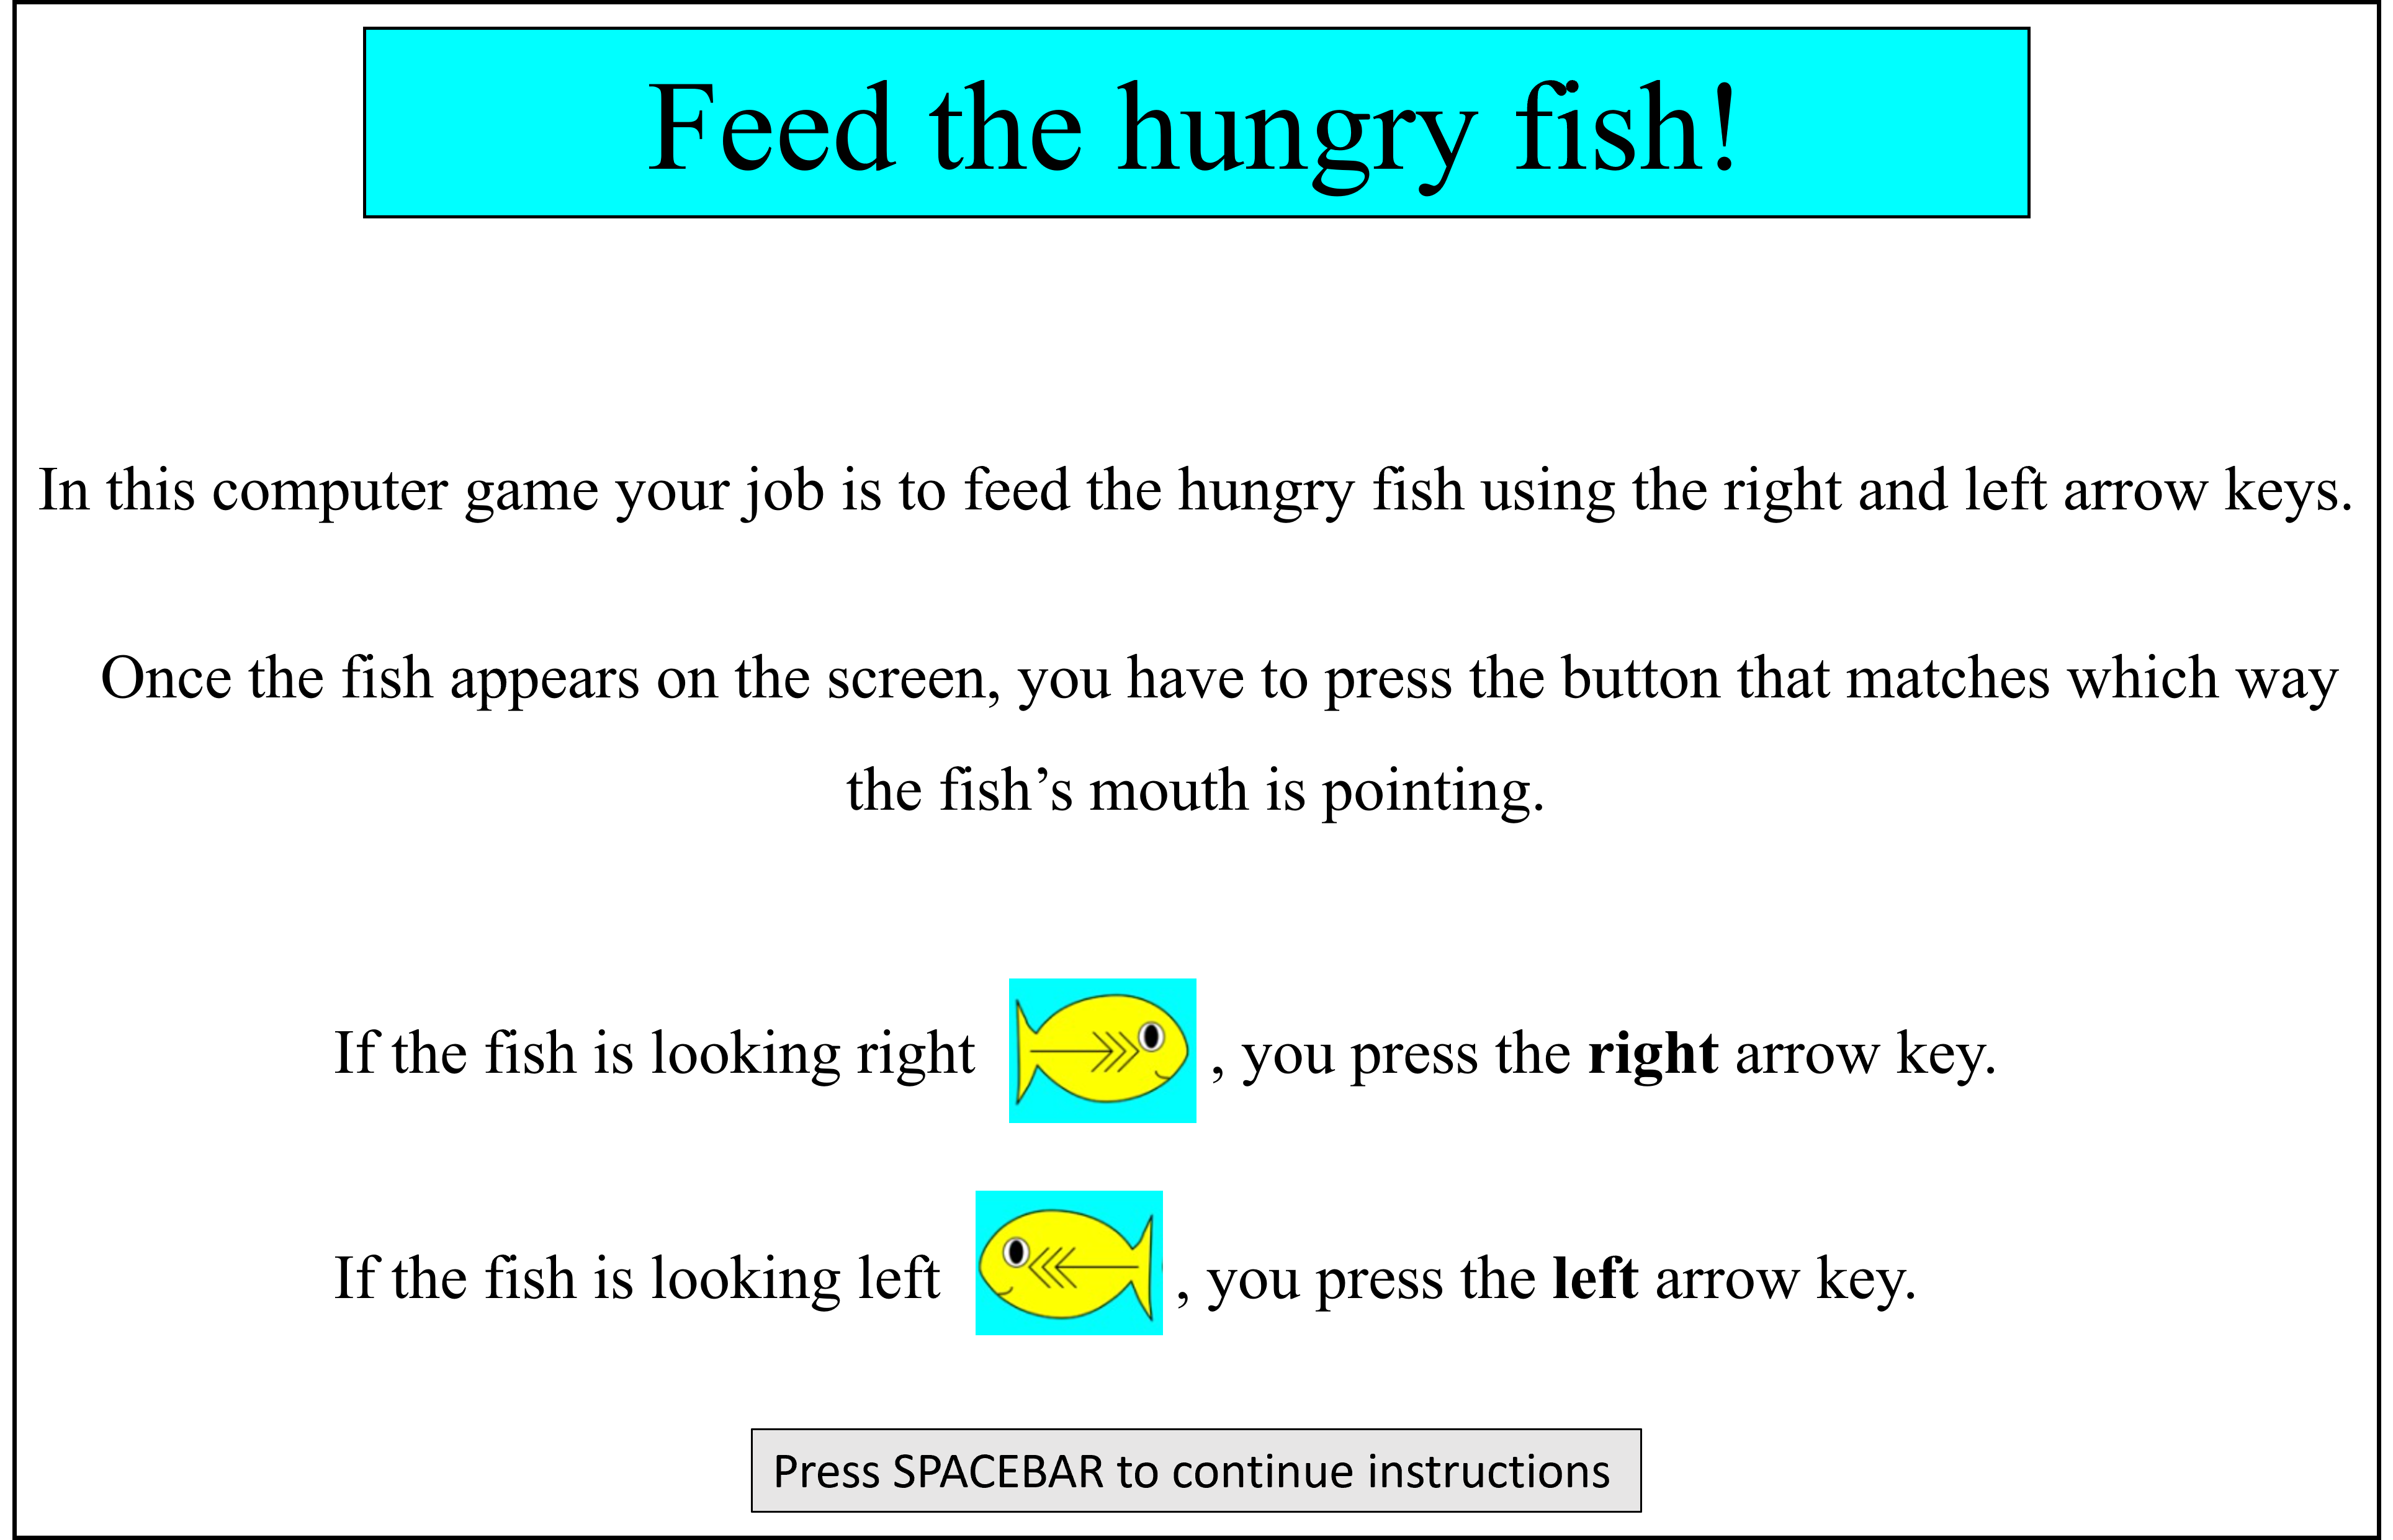 Feed the hungry fish!
In this computer game your job is to feed the hungry fish using the right and left arrow keys.
Once the fish appears on the screen, you have to press the button that matches which way
the fish’s mouth is pointing.
If the fish is looking right , you press the right arrow key.
If the fish is looking left , you press the left arrow key.
Press SPACEBAR to continue instructions